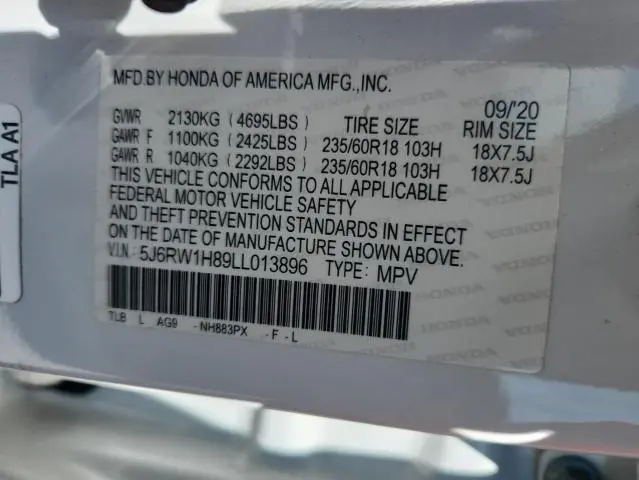 MFD.BY HONDA OF AMERICA MFG.,INC.
09/'20
GVWR 2130KG (4695LBS) TIRE SIZE RIM SIZE
GAWR F 1100KG (2425LBS) 235/60R18 103H 18X7.5J
GAWR R 1040KG (2292LBS) 235/60R18 103H 18X7.5J
THIS VEHICLE CONFORMS TO ALL APPLICABLE
FEDERAL MOTOR VEHICLE SAFETY
AND THEFT PREVENTION STANDARDS IN EFFECT
ON THE DATE OF MANUFACTURE SHOWN ABOVE.
V.I.N.: 5J6RW1H89LL013896 TYPE: MPV
TLB L AG9 -NH883PX -F-L
TLA A1